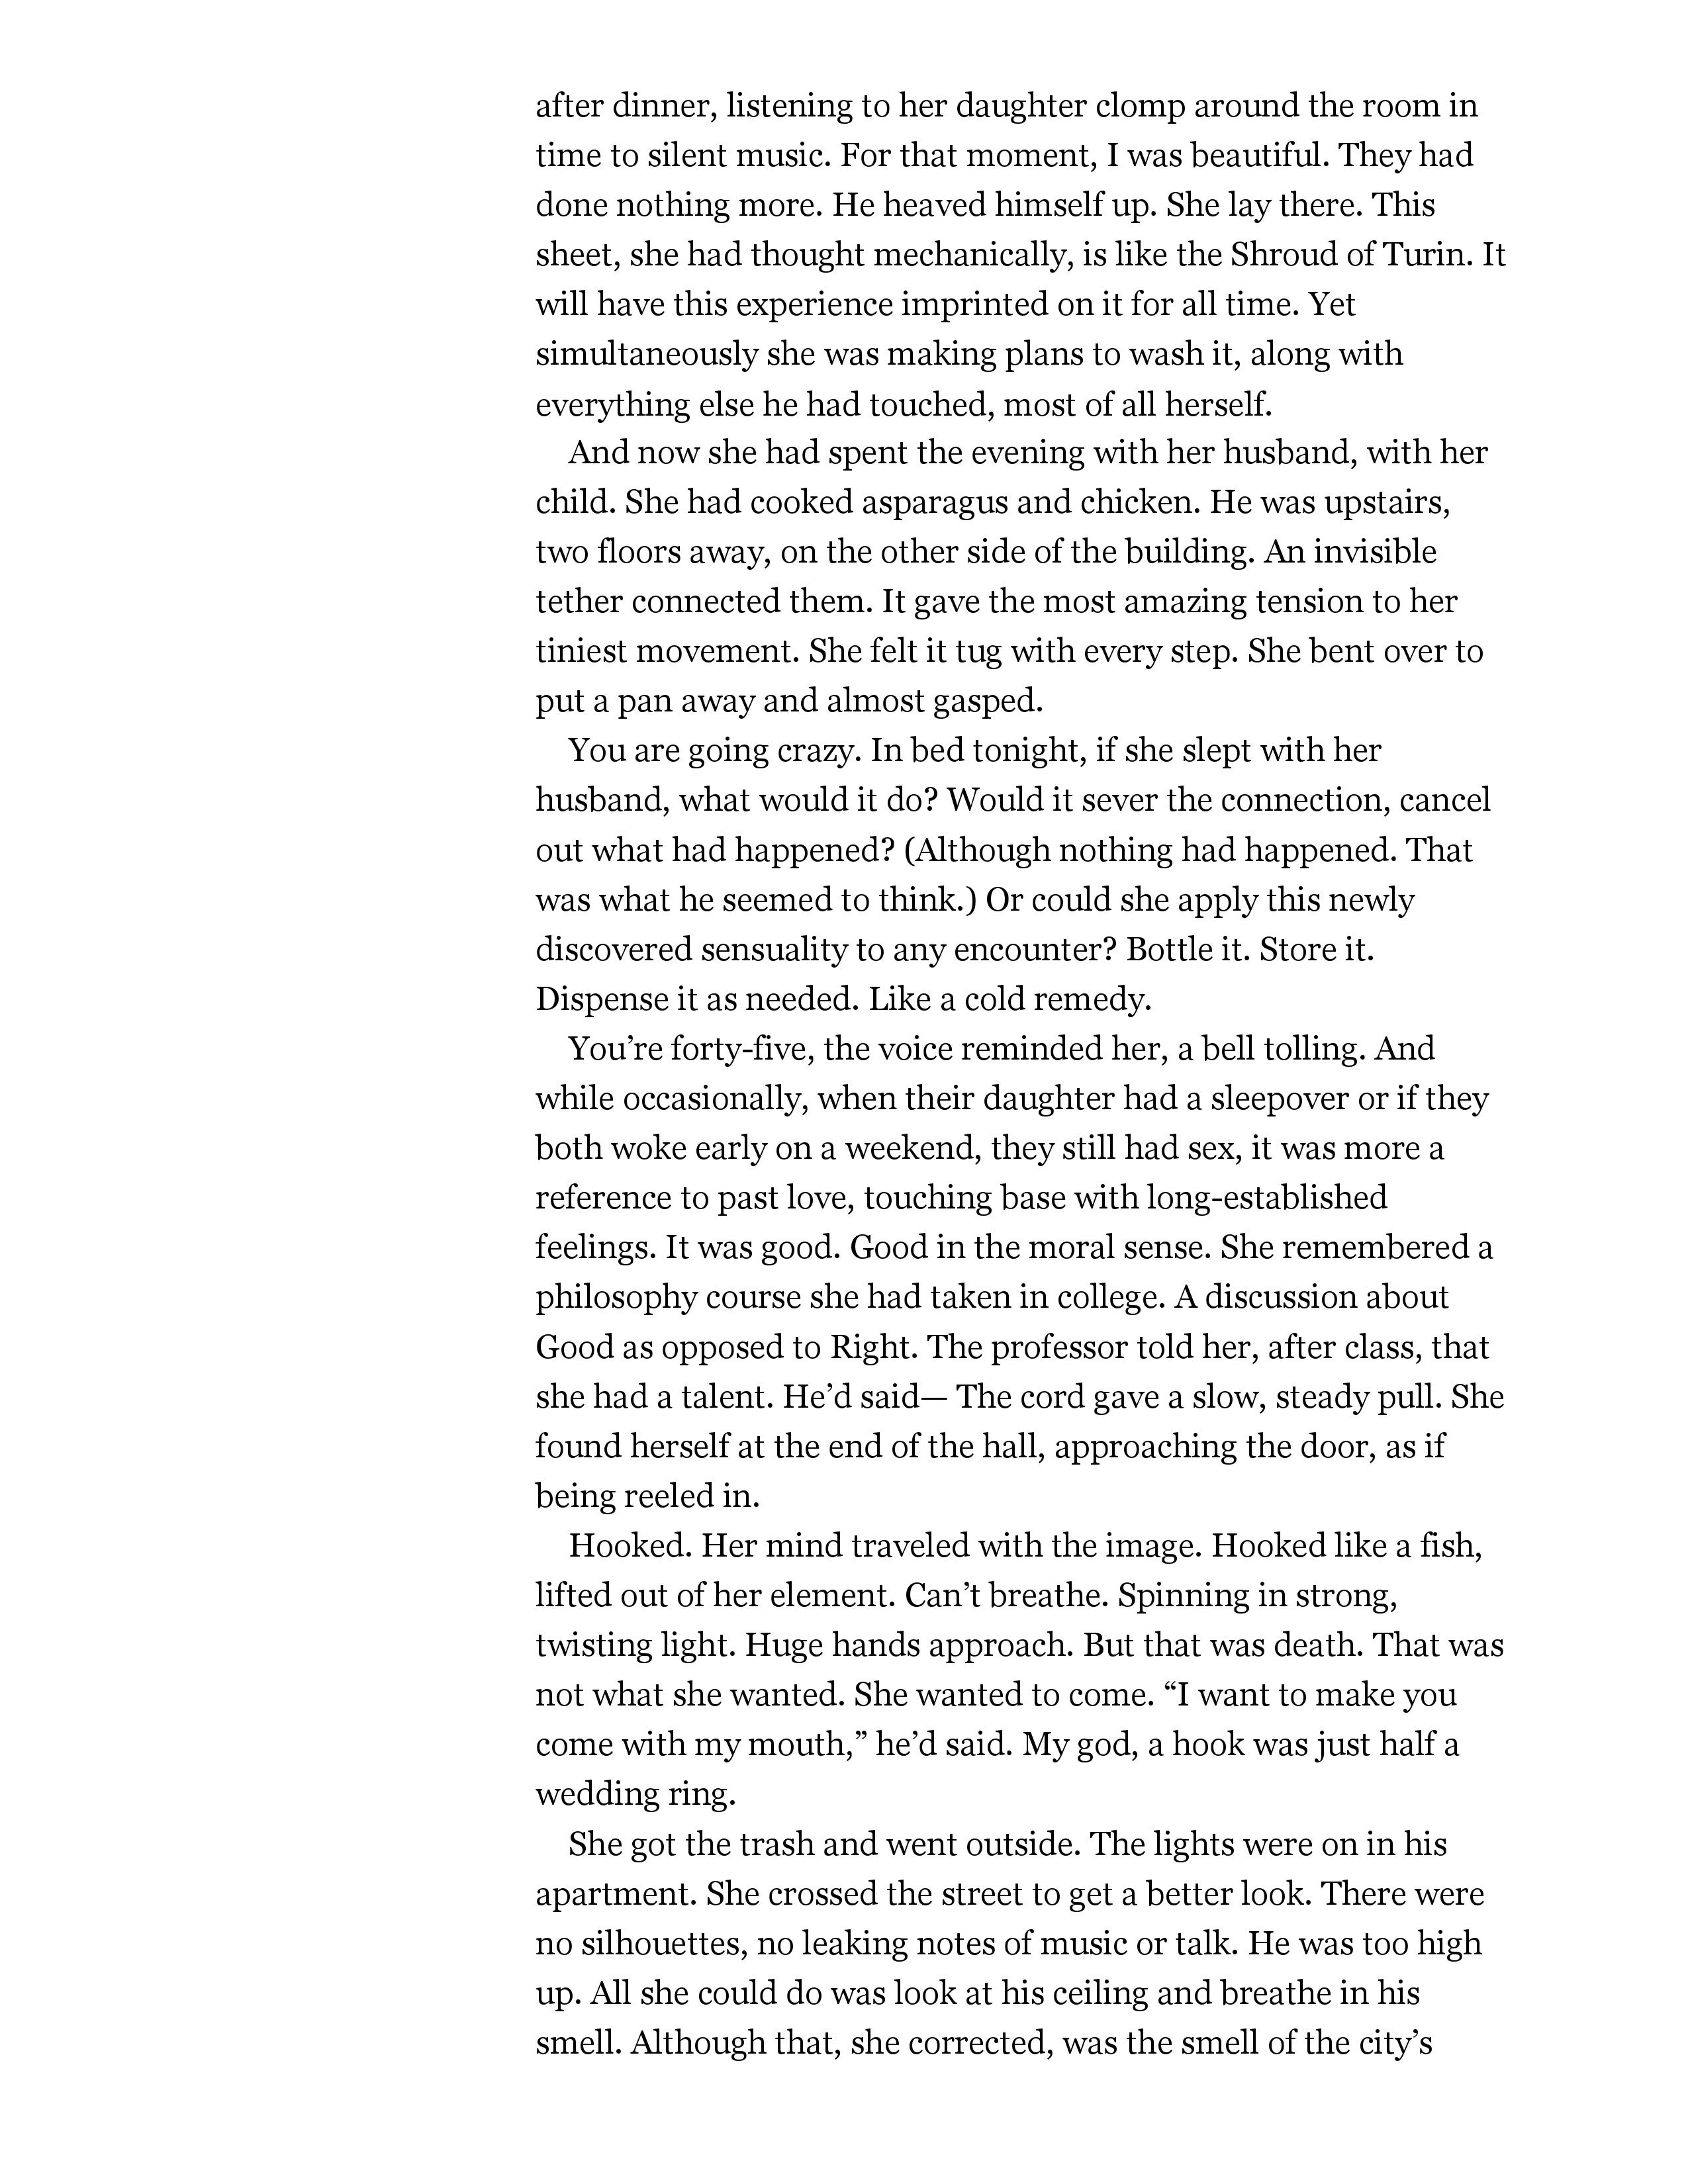 after dinner, listening to her daughter clomp around the room in
time to silent music. For that moment, I was beautiful. They had
done nothing more. He heaved himself up. She lay there. This
sheet, she had thought mechanically, is like the Shroud of Turin. It
will have this experience imprinted on it for all time. Yet
simultaneously she was making plans to wash it, along with
everything else he had touched, most of all herself.
And now she had spent the evening with her husband, with her
child. She had cooked asparagus and chicken. He was upstairs,
two floors away, on the other side of the building. An invisible
tether connected them. It gave the most amazing tension to her
tiniest movement. She felt it tug with every step. She bent over to
put a pan away and almost gasped.
You are going crazy. In bed tonight, if she slept with her
husband, what would it do? Would it sever the connection, cancel
out what had happened? (Although nothing had happened. That
was what he seemed to think.) Or could she apply this newly
discovered sensuality to any encounter? Bottle it. Store it.
Dispense it as needed. Like a cold remedy.
You’re forty-five, the voice reminded her, a bell tolling. And
while occasionally, when their daughter had a sleepover or if they
both woke early on a weekend, they still had sex, it was more a
reference to past love, touching base with long-established
feelings. It was good. Good in the moral sense. She remembered a
philosophy course she had taken in college. A discussion about
Good as opposed to Right. The professor told her, after class, that
she had a talent. He’d said— The cord gave a slow, steady pull. She
found herself at the end of the hall, approaching the door, as if
being reeled in.
Hooked. Her mind traveled with the image. Hooked like a fish,
lifted out of her element. Can’t breathe. Spinning in strong,
twisting light. Huge hands approach. But that was death. That was
not what she wanted. She wanted to come. “I want to make you
come with my mouth,” he’d said. My god, a hook was just half a
wedding ring.
She got the trash and went outside. The lights were on in his
apartment. She crossed the street to get a better look. There were
no silhouettes, no leaking notes of music or talk. He was too high
up. All she could do was look at his ceiling and breathe in his
smell. Although that, she corrected, was the smell of the city’s